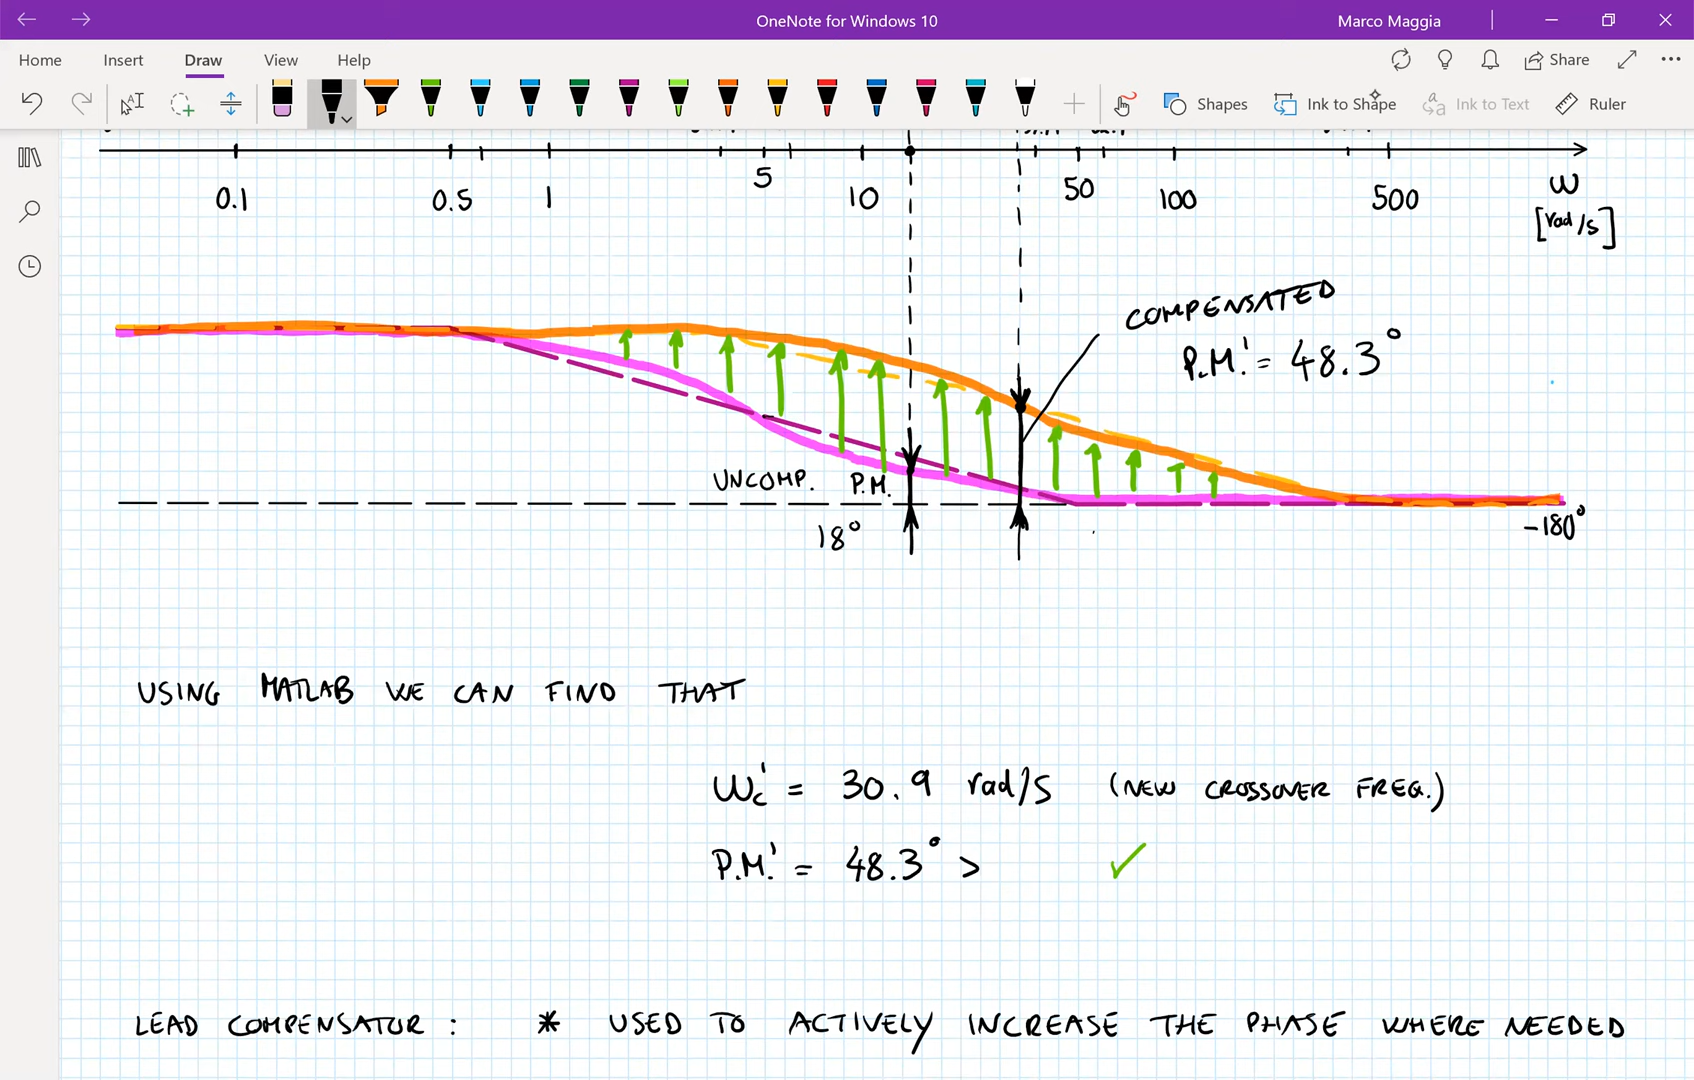 OneNote for Windows 10
Marco Maggia
Home Insert Draw View Help
Share
Shapes Ink to Shape Ink to Text Ruler
0.1 0.5 1 5 10 50 100 500 ω
[rad/s]
COMPENSATED
P.M.' = 48.3°
UNCOMP. P.M.
18°
-180°
USING MATLAB WE CAN FIND THAT
ωc' = 30.9 rad/s (NEW CROSSOVER FREQ.)
P.M.' = 48.3° > ✓
LEAD COMPENSATOR : * USED TO ACTIVELY INCREASE THE PHASE WHERE NEEDED